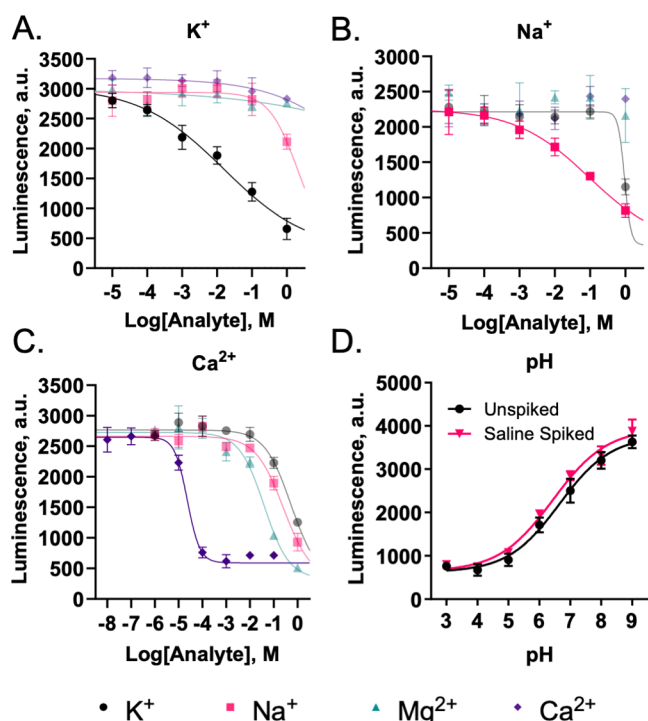 A.
K+
Luminescence, a.u.
3500
3000
2500
2000
1500
1000
500
0
-5 -4 -3 -2 -1 0
Log[Analyte], M
B.
Na+
Luminescence, a.u.
3000
2500
2000
1500
1000
500
0
-5 -4 -3 -2 -1 0
Log[Analyte], M
C.
Ca2+
Luminescence, a.u.
3500
3000
2500
2000
1500
1000
500
0
-8 -7 -6 -5 -4 -3 -2 -1 0
Log[Analyte], M
D.
pH
Luminescence, a.u.
5000
4000
3000
2000
1000
0
Unspiked
Saline Spiked
3 4 5 6 7 8 9
pH
K+ Na+ Mg2+ Ca2+